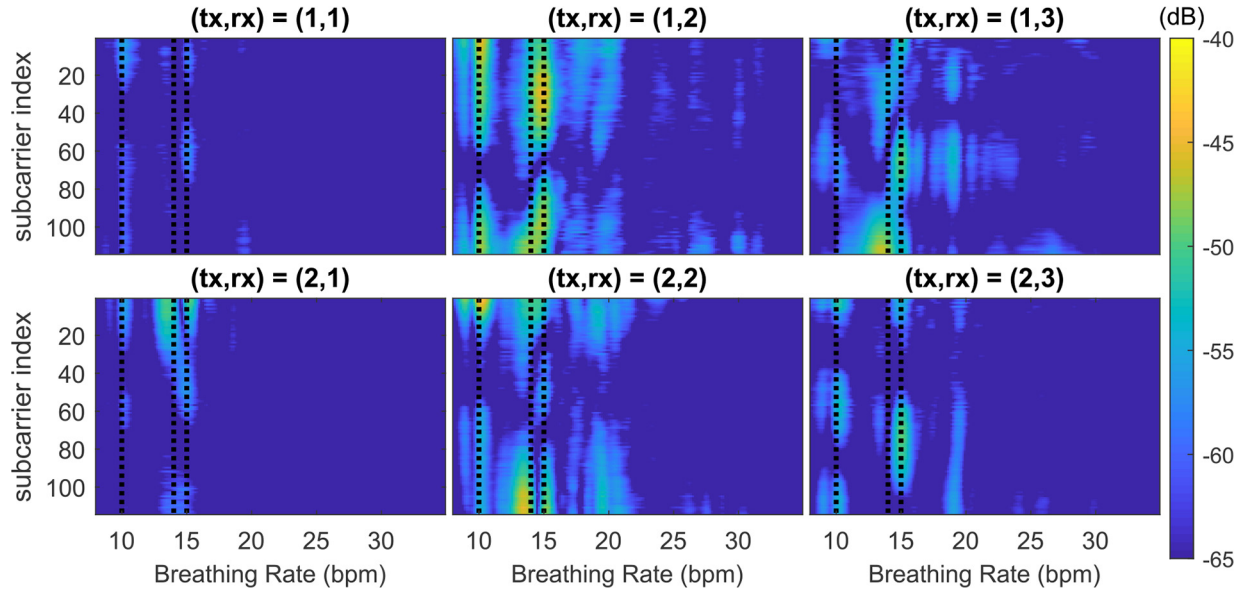 (tx,rx) = (1,1)
(tx,rx) = (1,2)
(tx,rx) = (1,3)
(dB)
subcarrier index
20
40
60
80
100
-40
-45
-50
-55
-60
-65
(tx,rx) = (2,1)
(tx,rx) = (2,2)
(tx,rx) = (2,3)
subcarrier index
20
40
60
80
100
10 15 20 25 30
10 15 20 25 30
10 15 20 25 30
Breathing Rate (bpm)
Breathing Rate (bpm)
Breathing Rate (bpm)